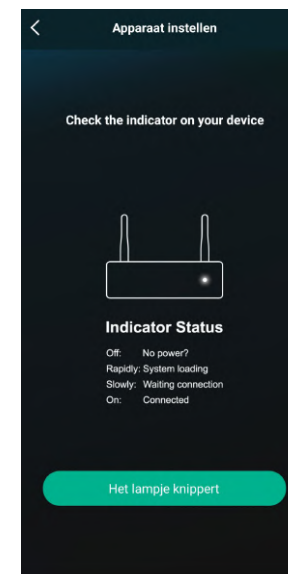 Apparaat instellen
Check the indicator on your device
Indicator Status
Off: No power?
Rapidly: System loading
Slowly: Waiting connection
On: Connected
Het lampje knippert